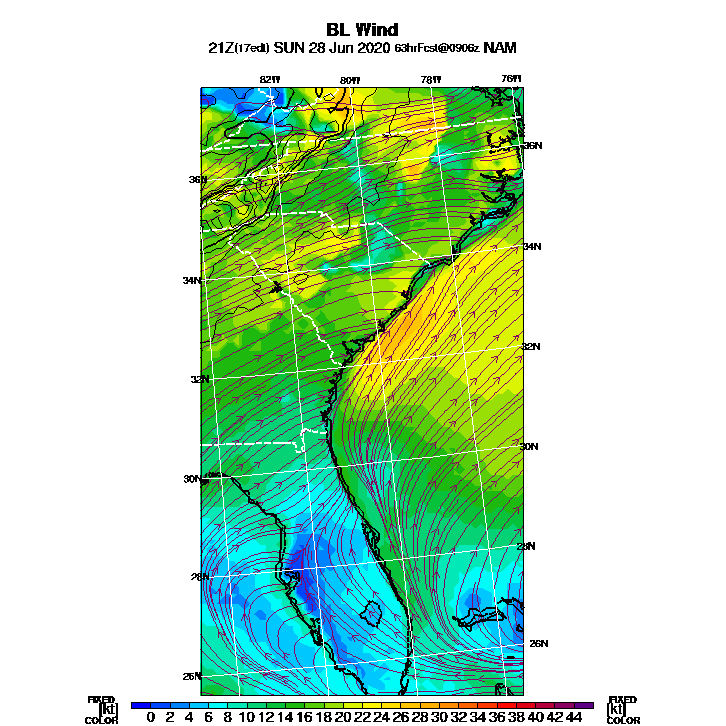 BL Wind
21Z(17edt) SUN 28 Jun 2020 63hrFcst@0906z NAM
82W 80W 78W 76W
36N
36N
34N
34N
32N
32N
30N
30N
28N
28N
26N
26N
FIXED FIXED
[kt] 0 2 4 6 8 10 12 14 16 18 20 22 24 26 28 30 32 34 36 38 40 42 44 [kt]
COLOR COLOR